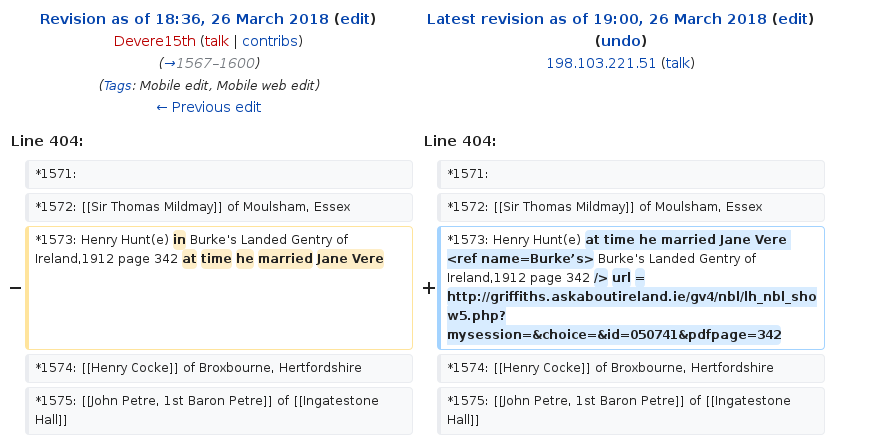 Revision as of 18:36, 26 March 2018 (edit)
Devere15th (talk | contribs)
(→1567–1600)
(Tags: Mobile edit, Mobile web edit)
← Previous edit
Line 404:
*1571:
*1572: [[Sir Thomas Mildmay]] of Moulsham, Essex
− *1573: Henry Hunt(e) in Burke's Landed Gentry of
Ireland,1912 page 342 at time he married Jane Vere
*1574: [[Henry Cocke]] of Broxbourne, Hertfordshire
*1575: [[John Petre, 1st Baron Petre]] of [[Ingatestone
Hall]]
Latest revision as of 19:00, 26 March 2018 (edit)
(undo)
198.103.221.51 (talk)
Line 404:
*1571:
*1572: [[Sir Thomas Mildmay]] of Moulsham, Essex
+ *1573: Henry Hunt(e) at time he married Jane Vere
<ref name=Burke’s> Burke's Landed Gentry of
Ireland,1912 page 342 /> url =
http://griffiths.askaboutireland.ie/gv4/nbl/lh_nbl_sho
w5.php?
mysession=&choice=&id=050741&pdfpage=342
*1574: [[Henry Cocke]] of Broxbourne, Hertfordshire
*1575: [[John Petre, 1st Baron Petre]] of [[Ingatestone
Hall]]